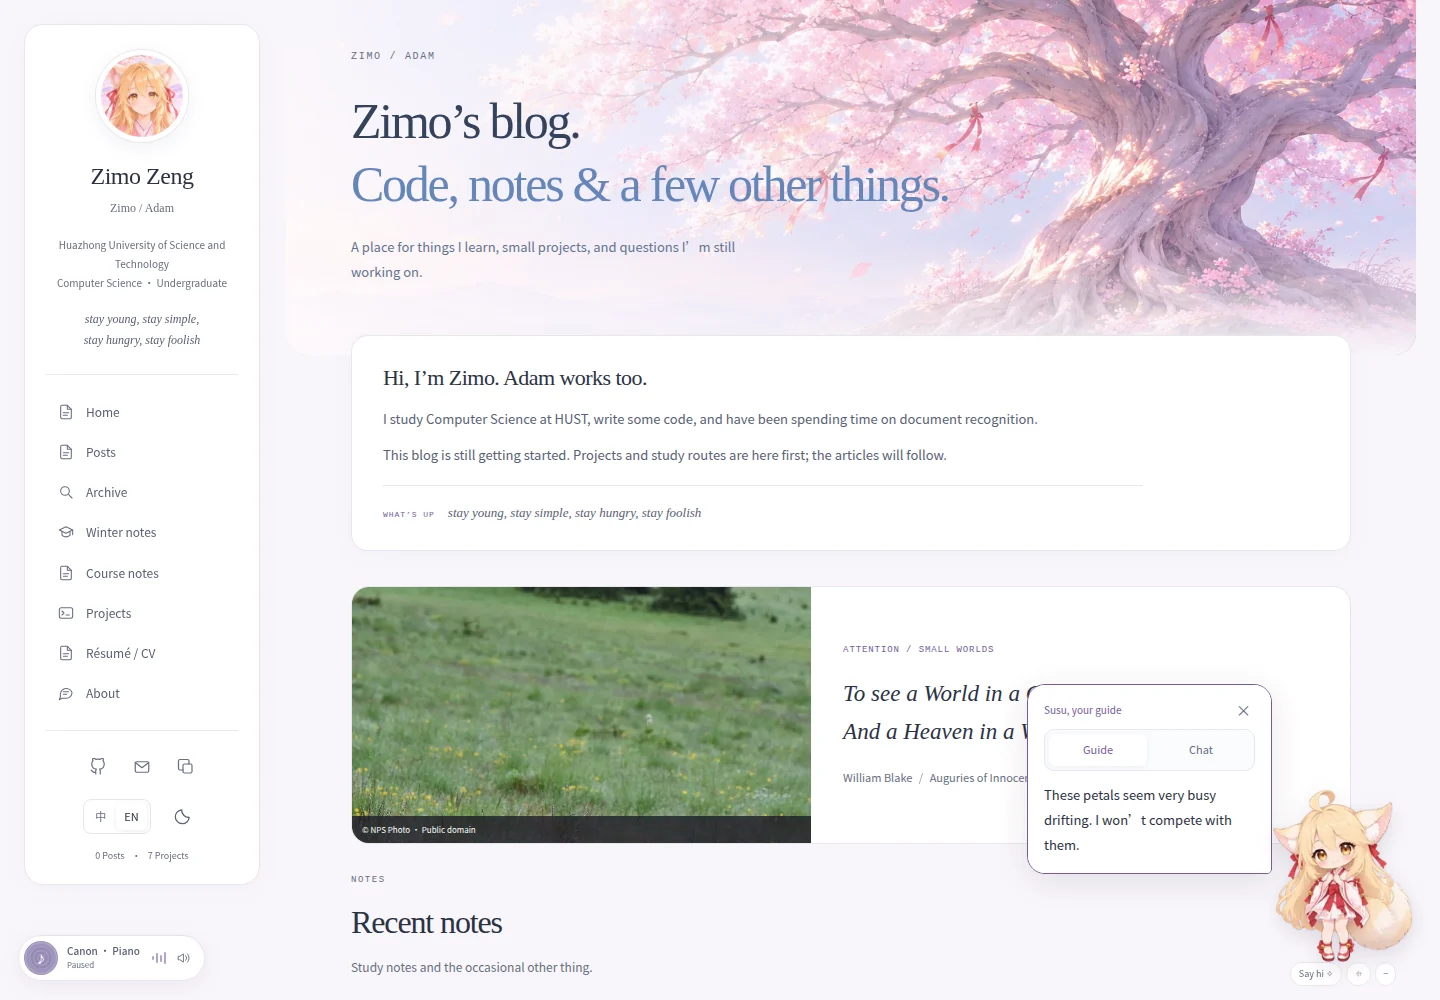 Zimo Zeng
Zimo / Adam
Huazhong University of Science and
Technology
Computer Science · Undergraduate
stay young, stay simple,
stay hungry, stay foolish
Home
Posts
Archive
Winter notes
Course notes
Projects
Résumé / CV
About
中 EN
0 Posts · 7 Projects
Canon · Piano
Paused
ZIMO / ADAM
Zimo’s blog.
Code, notes & a few other things.
A place for things I learn, small projects, and questions I’m still
working on.
Hi, I’m Zimo. Adam works too.
I study Computer Science at HUST, write some code, and have been spending time on document recognition.
This blog is still getting started. Projects and study routes are here first; the articles will follow.
WHAT’S UP stay young, stay simple, stay hungry, stay foolish
© NPS Photo · Public domain
ATTENTION / SMALL WORLDS
To see a World in a
And a Heaven in a
William Blake / Auguries of
Susu, your guide
Guide Chat
These petals seem very busy
drifting. I won’t compete with
them.
Say hi
NOTES
Recent notes
Study notes and the occasional other thing.